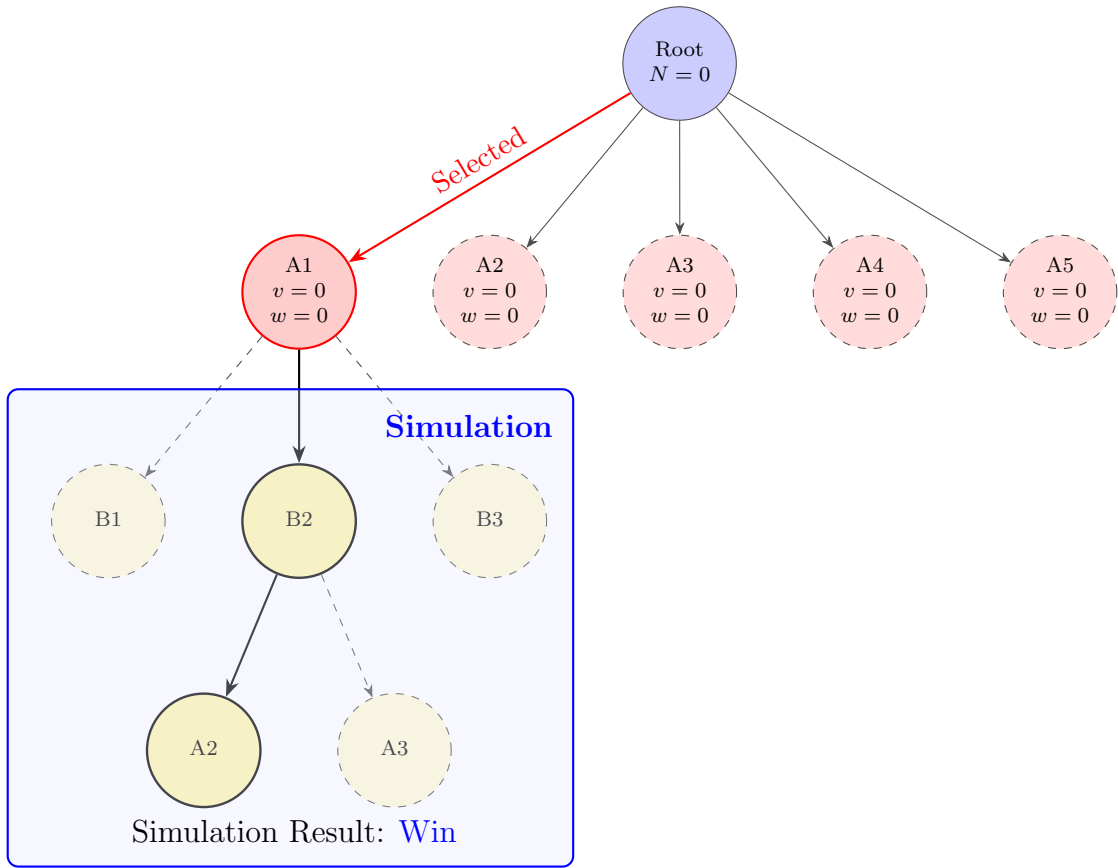 Root
N = 0
Selected
A1
v = 0
w = 0
A2
v = 0
w = 0
A3
v = 0
w = 0
A4
v = 0
w = 0
A5
v = 0
w = 0
Simulation
B1
B2
B3
A2
A3
Simulation Result: Win